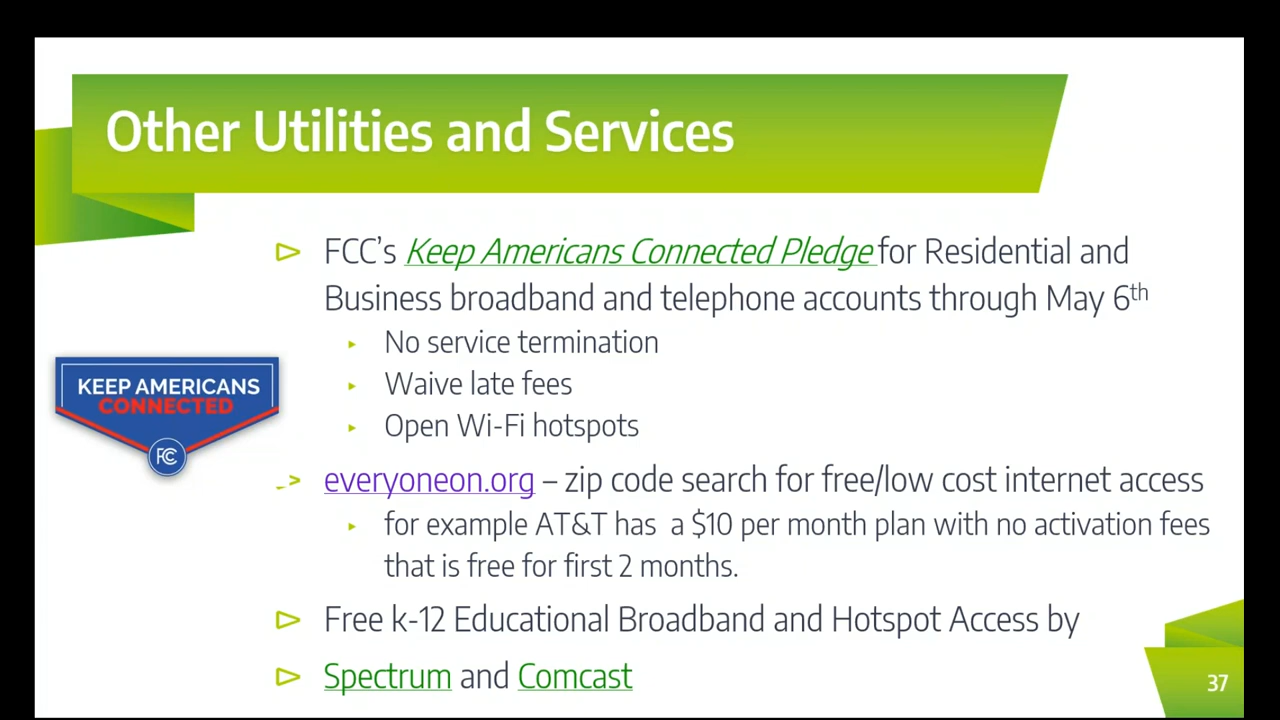 Other Utilities and Services
FCC’s Keep Americans Connected Pledge for Residential and
Business broadband and telephone accounts through May 6th
No service termination
Waive late fees
Open Wi-Fi hotspots
KEEP AMERICANS
CONNECTED
FC
everyoneon.org – zip code search for free/low cost internet access
for example AT&T has a $10 per month plan with no activation fees
that is free for first 2 months.
Free k-12 Educational Broadband and Hotspot Access by
Spectrum and Comcast
37